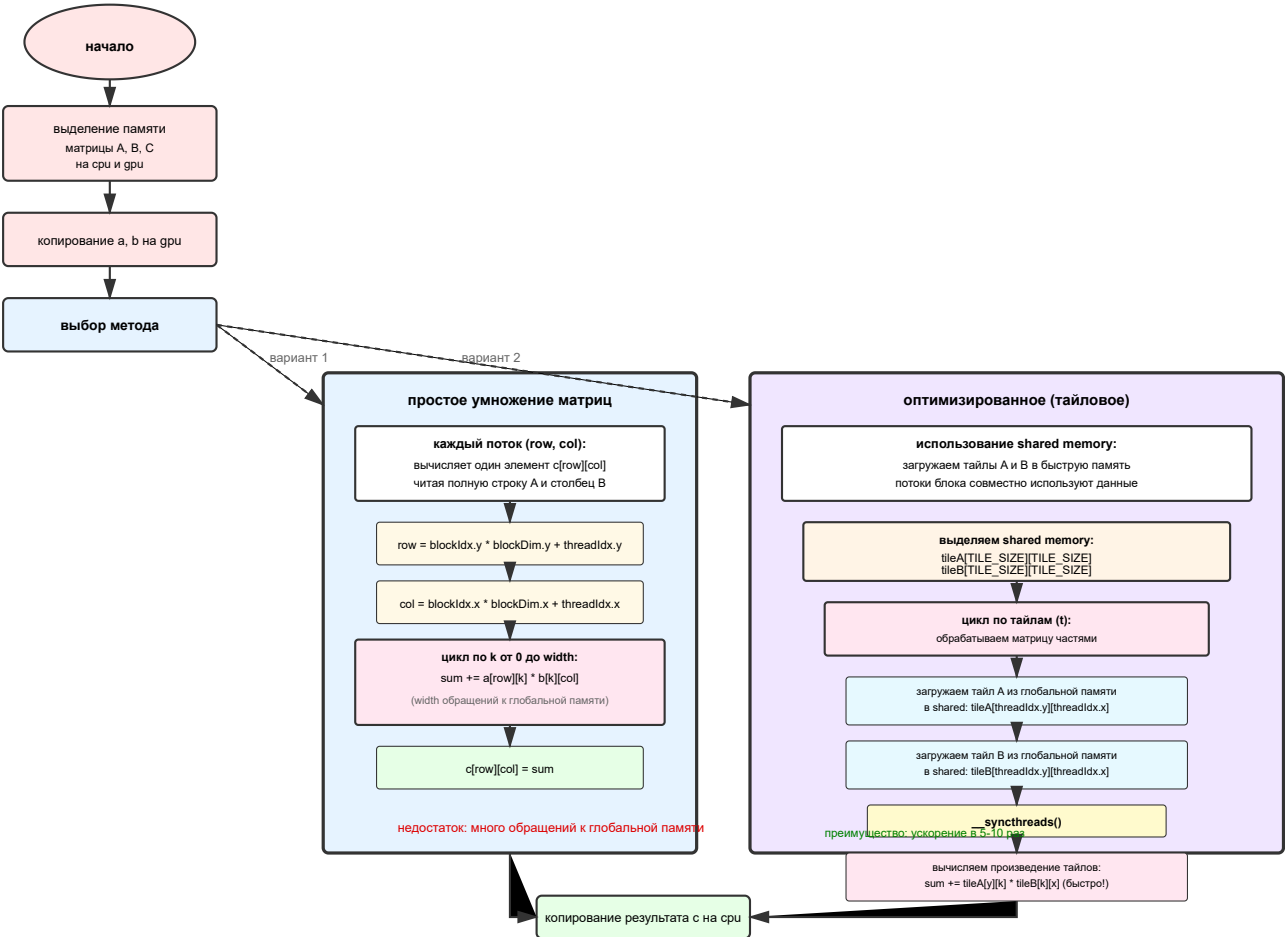 начало
выделение памяти
матрицы A, B, C
на cpu и gpu
копирование a, b на gpu
выбор метода
вариант 1
вариант 2
простое умножение матриц
каждый поток (row, col):
вычисляет один элемент c[row][col]
читая полную строку A и столбец B
row = blockIdx.y * blockDim.y + threadIdx.y
col = blockIdx.x * blockDim.x + threadIdx.x
цикл по k от 0 до width:
sum += a[row][k] * b[k][col]
(width обращений к глобальной памяти)
c[row][col] = sum
недостаток: много обращений к глобальной памяти
оптимизированное (тайловое)
использование shared memory:
загружаем тайлы A и B в быструю память
потоки блока совместно используют данные
выделяем shared memory:
tileA[TILE_SIZE][TILE_SIZE]
tileB[TILE_SIZE][TILE_SIZE]
цикл по тайлам (t):
обрабатываем матрицу частями
загружаем тайл A из глобальной памяти
в shared: tileA[threadIdx.y][threadIdx.x]
загружаем тайл B из глобальной памяти
в shared: tileB[threadIdx.y][threadIdx.x]
__syncthreads()
преимущество: ускорение в 5-10 раз
вычисляем произведение тайлов:
sum += tileA[y][k] * tileB[k][x] (быстро!)
копирование результата c на cpu